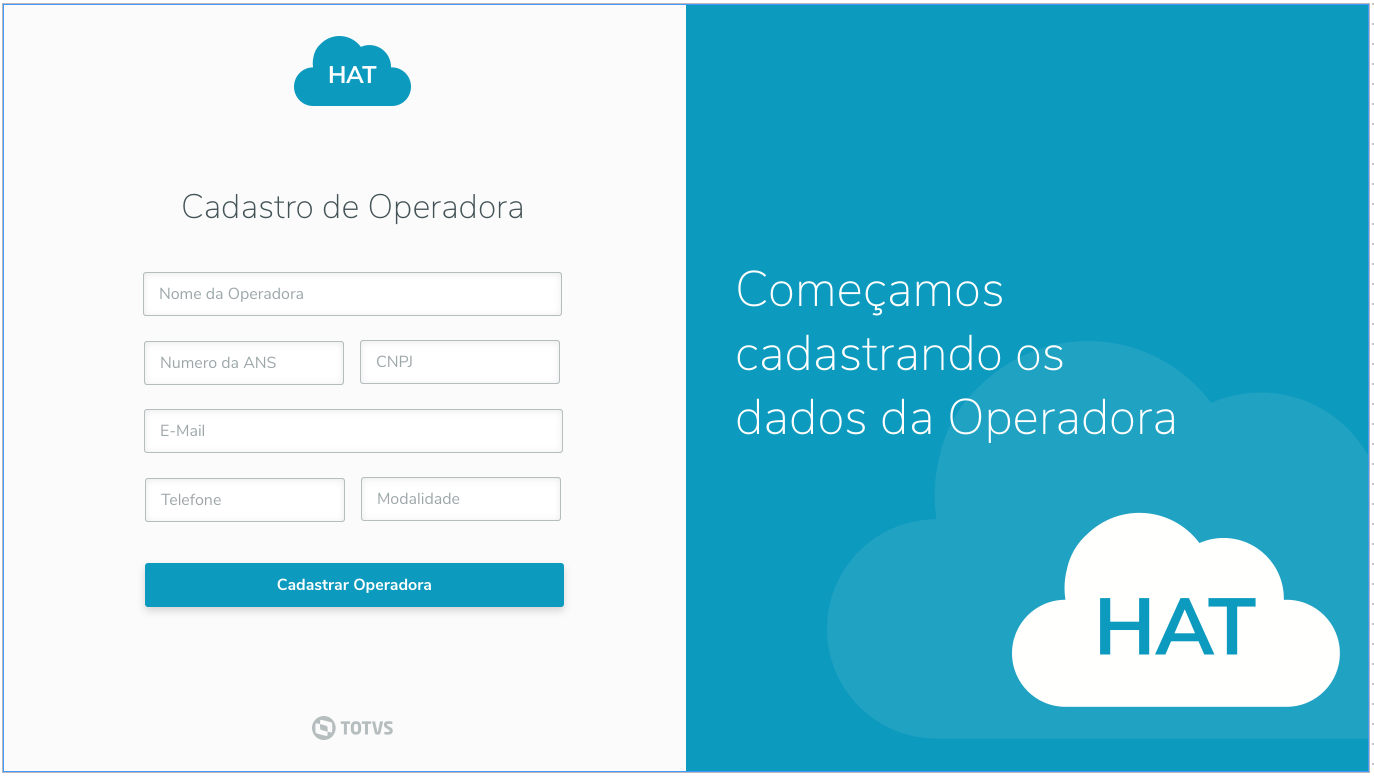 HAT
Cadastro de Operadora
Nome da Operadora
Numero da ANS
CNPJ
E-Mail
Telefone
Modalidade
Cadastrar Operadora
TOTVS
Começamos
cadastrando os
dados da Operadora
HAT